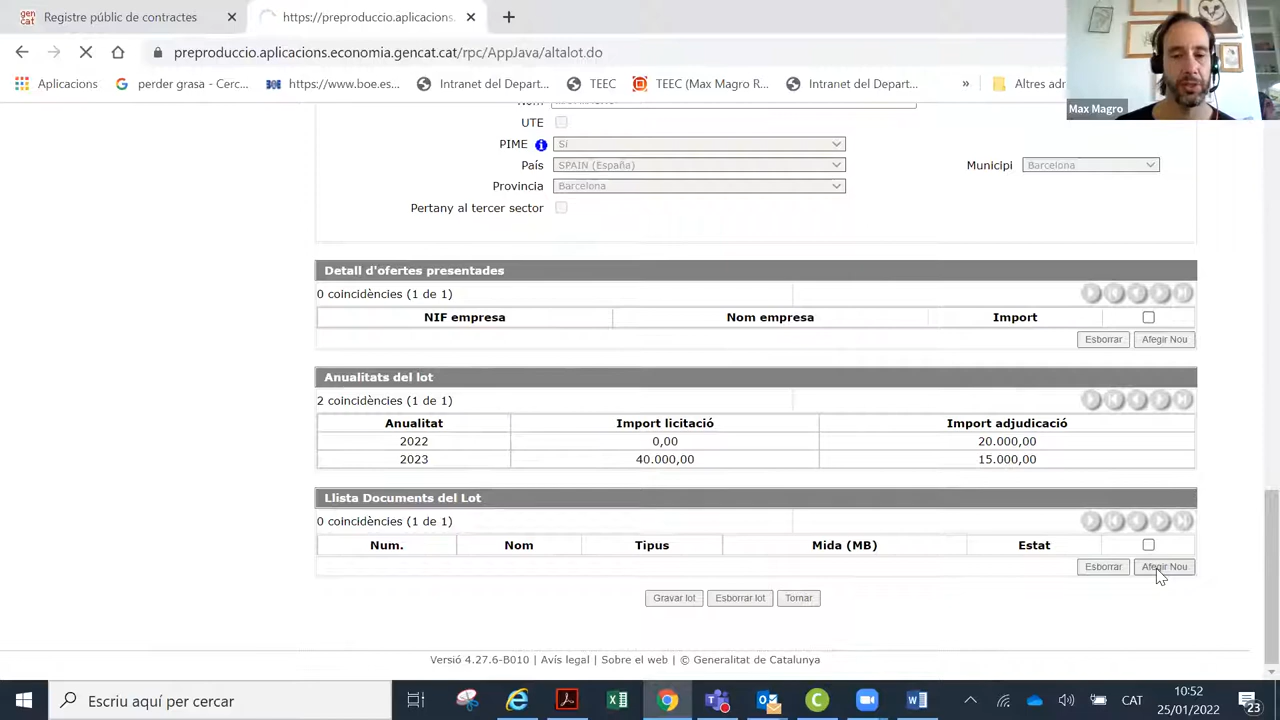 Registre públic de contractes
https://preproduccio.aplicacions.
preproduccio.aplicacions.economia.gencat.cat/rpc/AppJava/altalot.do
Aplicacions
perder grasa - Cerc...
https://www.boe.es...
Intranet del Depart...
TEEC
TEEC (Max Magro R...
Intranet del Depart...
»
Altres adr
Max Magro
Nom
UTE
PIME
Sí
País
SPAIN (España)
Municipi
Barcelona
Provincia
Barcelona
Pertany al tercer sector
Detall d'ofertes presentades
0 coincidències (1 de 1)
NIF empresa Nom empresa Import
Esborrar Afegir Nou
Anualitats del lot
2 coincidències (1 de 1)
Anualitat Import licitació Import adjudicació
2022 0,00 20.000,00
2023 40.000,00 15.000,00
Llista Documents del Lot
0 coincidències (1 de 1)
Num. Nom Tipus Mida (MB) Estat
Esborrar Afegir Nou
Gravar lot Esborrar lot Tornar
Versió 4.27.6-B010 | Avís legal | Sobre el web | © Generalitat de Catalunya
Escriu aquí per cercar
CAT
10:52
25/01/2022
23